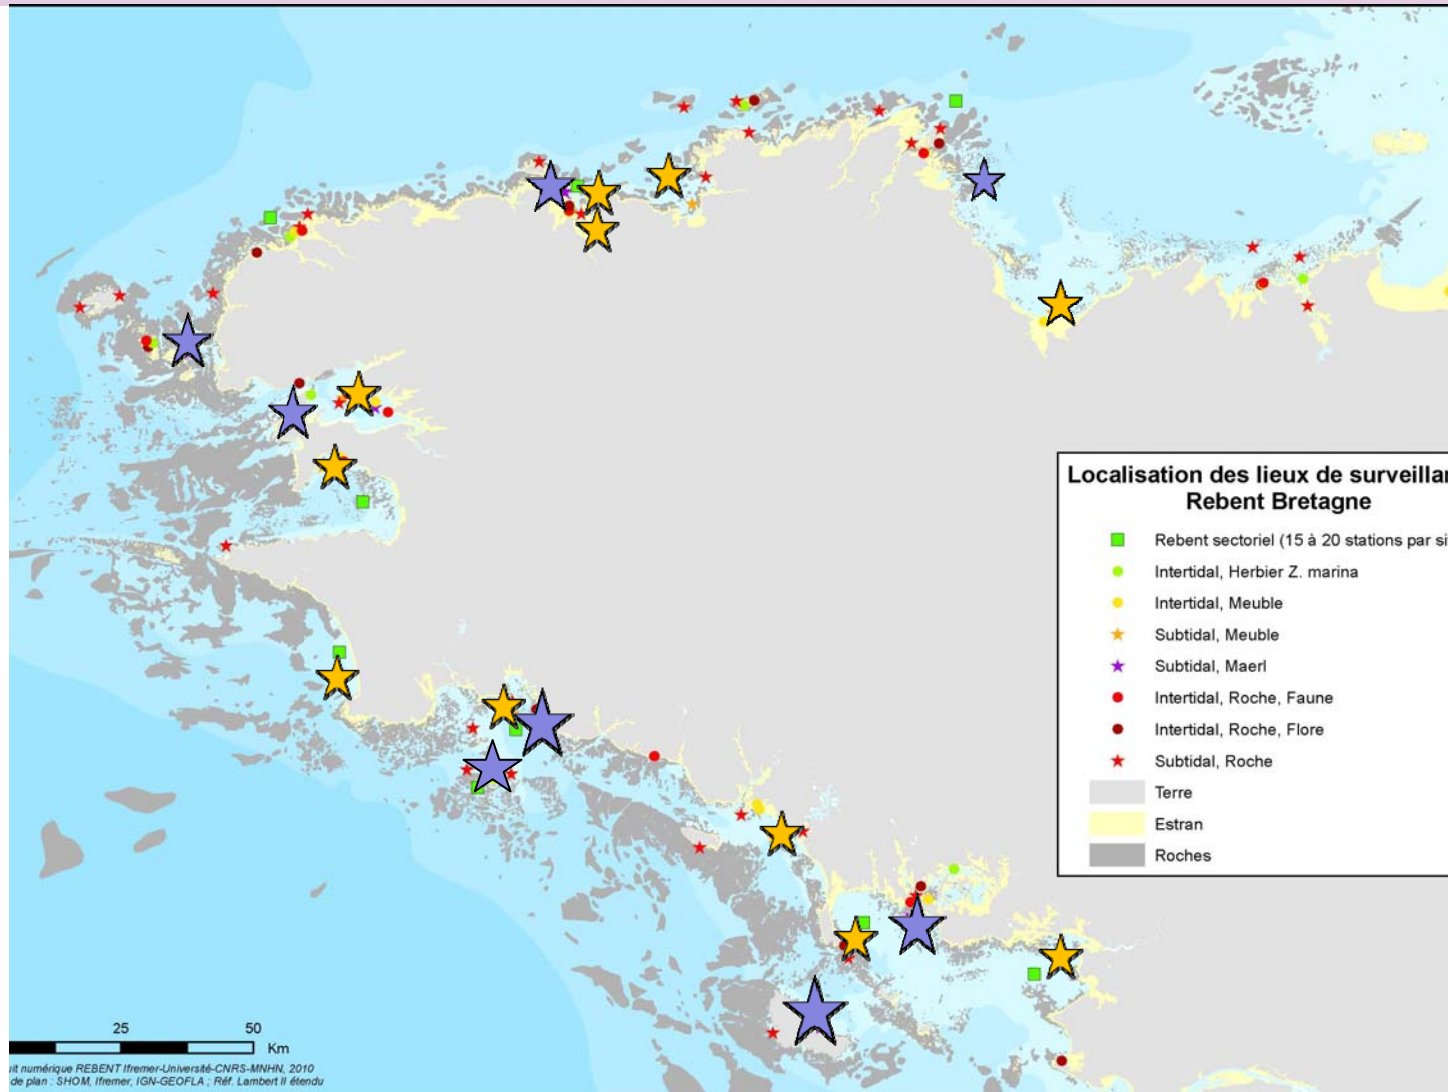 Localisation des lieux de surveillan
Rebent Bretagne
Rebent sectoriel (15 à 20 stations par si
Intertidal, Herbier Z. marina
Intertidal, Meuble
Subtidal, Meuble
Subtidal, Maerl
Intertidal, Roche, Faune
Intertidal, Roche, Flore
Subtidal, Roche
Terre
Estran
Roches
25 50
Km
it numérique REBENT Ifremer-Université-CNRS-MNHN, 2010
de plan : SHOM, Ifremer, IGN-GEOFLA ; Réf. Lambert II étendu